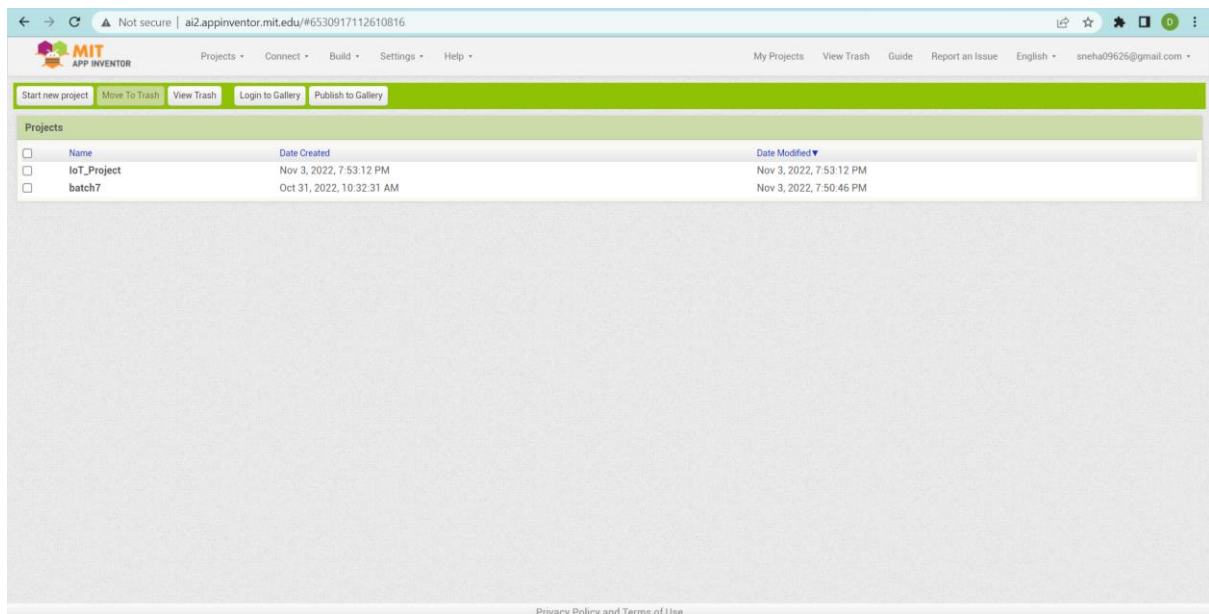 Not secure | ai2.appinventor.mit.edu/#6530917112610816
D
MIT
APP INVENTOR
Projects Connect Build Settings Help My Projects View Trash Guide Report an Issue English sneha09626@gmail.com
Start new project Move To Trash View Trash Login to Gallery Publish to Gallery
Projects
Name Date Created Date Modified
IoT_Project Nov 3, 2022, 7:53:12 PM Nov 3, 2022, 7:53:12 PM
batch7 Oct 31, 2022, 10:32:31 AM Nov 3, 2022, 7:50:46 PM
Privacy Policy and Terms of Use